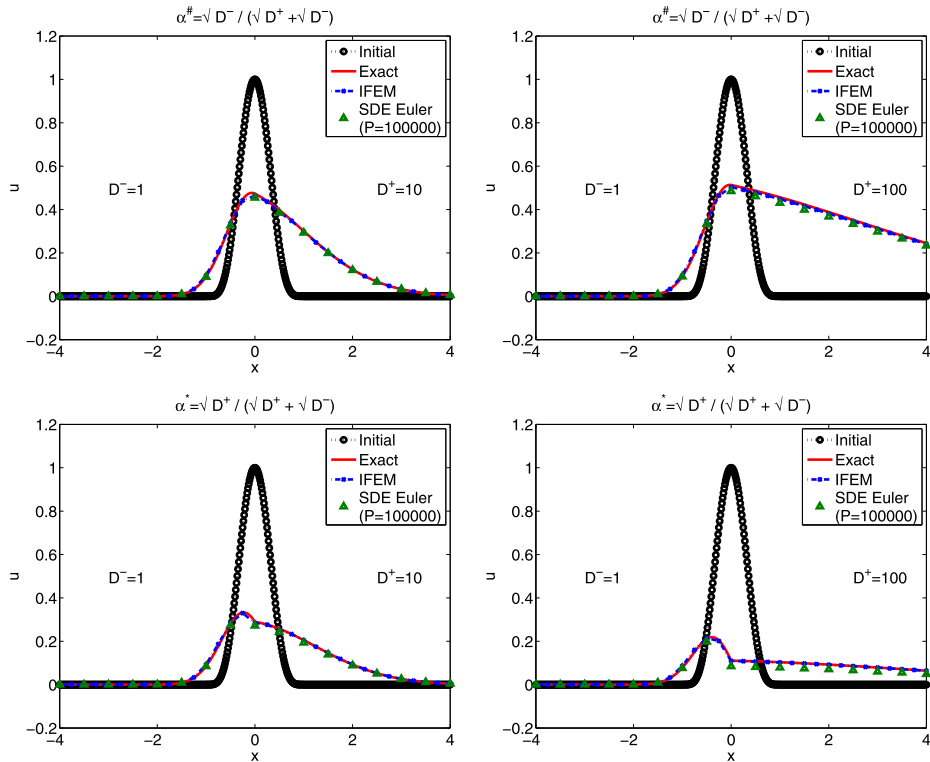 α#=√ D− / (√ D+ +√ D−)
1.2
1
0.8
0.6
0.4
0.2
0
−0.2
u
Initial
Exact
IFEM
SDE Euler
(P=100000)
D−=1
D+=10
−4
−2
0
2
4
x
α#=√ D− / (√ D+ +√ D−)
1.2
1
0.8
0.6
0.4
0.2
0
−0.2
u
Initial
Exact
IFEM
SDE Euler
(P=100000)
D−=1
D+=100
−4
−2
0
2
4
x
α*=√ D+ / (√ D+ + √ D−)
1.2
1
0.8
0.6
0.4
0.2
0
−0.2
u
Initial
Exact
IFEM
SDE Euler
(P=100000)
D−=1
D+=10
−4
−2
0
2
4
x
α*=√ D+ / (√ D+ + √ D−)
1.2
1
0.8
0.6
0.4
0.2
0
−0.2
u
Initial
Exact
IFEM
SDE Euler
(P=100000)
D−=1
D+=100
−4
−2
0
2
4
x